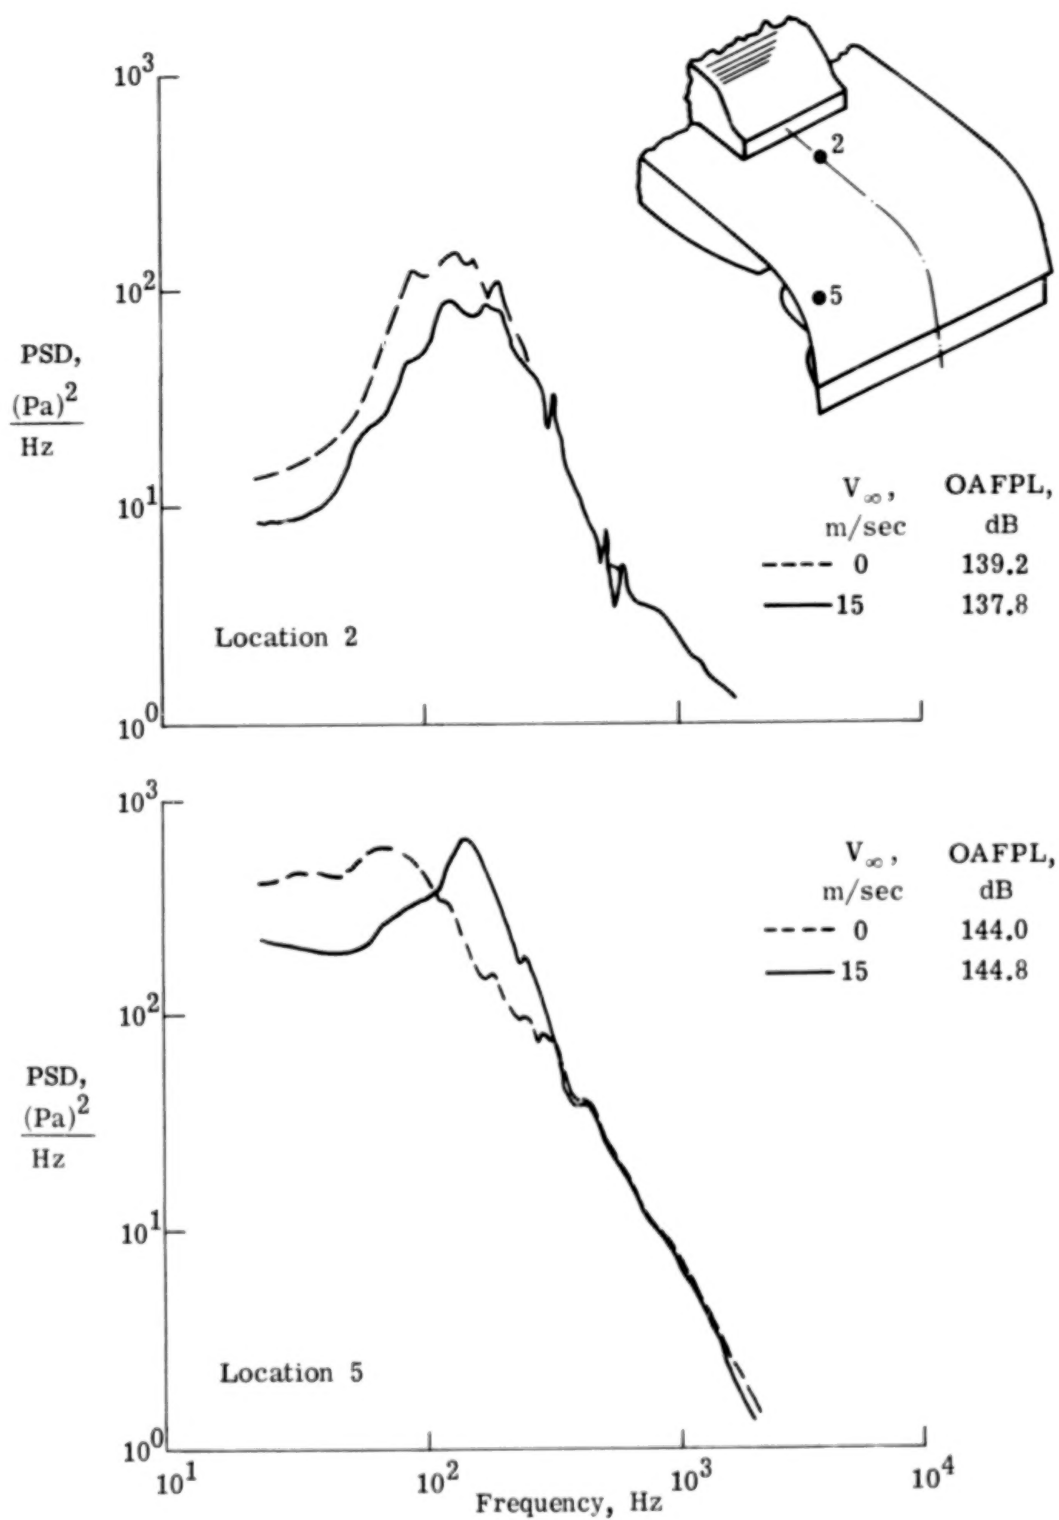 10^3
10^2
10^1
10^0
PSD,
(Pa)^2
Hz
2
5
V∞, OAFPL,
m/sec dB
0 139.2
15 137.8
Location 2
10^3
10^2
10^1
10^0
PSD,
(Pa)^2
Hz
V∞, OAFPL,
m/sec dB
0 144.0
15 144.8
Location 5
10^1 10^2 10^3 10^4
Frequency, Hz